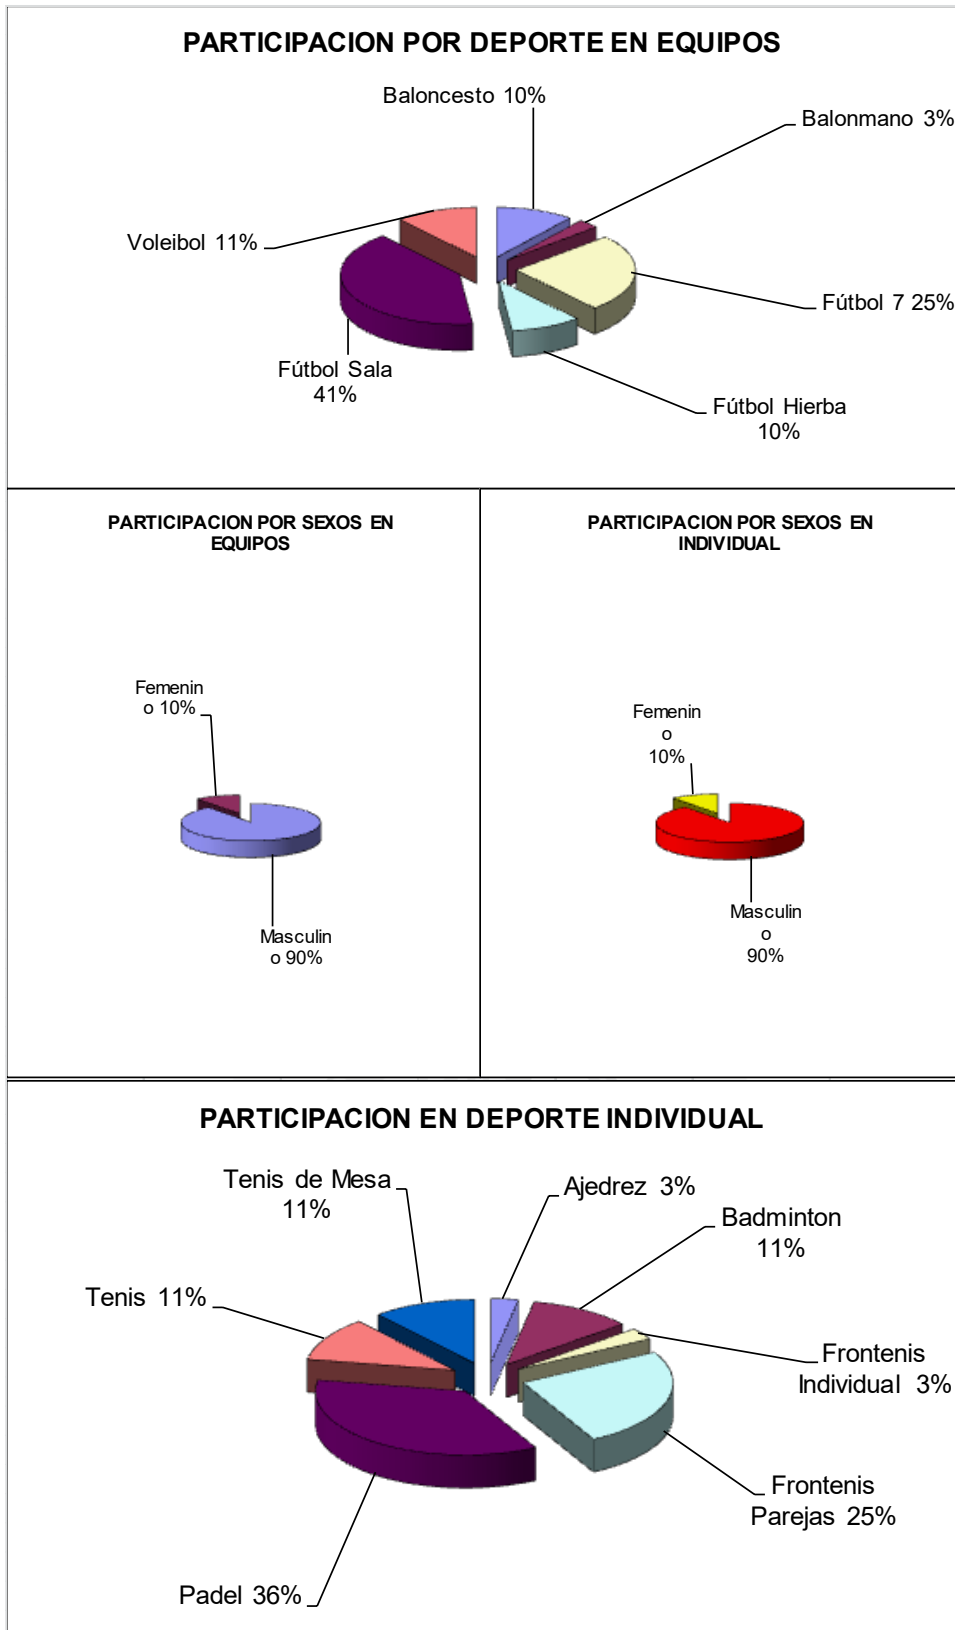 PARTICIPACION POR DEPORTE EN EQUIPOS
Baloncesto 10%
Balonmano 3%
Voleibol 11%
Fútbol 7 25%
Fútbol Sala
41%
Fútbol Hierba
10%
PARTICIPACION POR SEXOS EN
EQUIPOS
Femenin
o 10%
Masculin
o 90%
PARTICIPACION POR SEXOS EN
INDIVIDUAL
Femenin
o
10%
Masculin
o
90%
PARTICIPACION EN DEPORTE INDIVIDUAL
Tenis de Mesa
11%
Ajedrez 3%
Badminton
11%
Tenis 11%
Frontenis
Individual 3%
Frontenis
Parejas 25%
Padel 36%